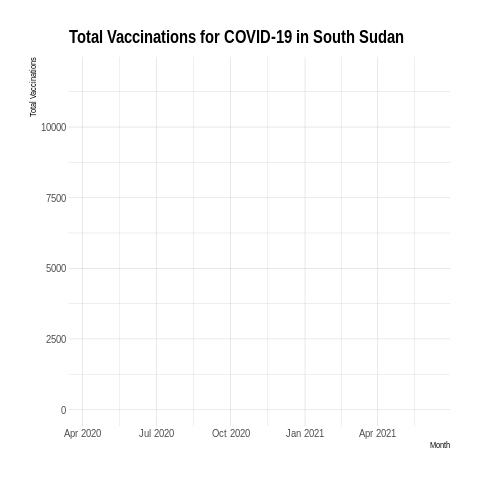 Total Vaccinations for COVID-19 in South Sudan
Total Vaccinations
10000
7500
5000
2500
0
Apr 2020 Jul 2020 Oct 2020 Jan 2021 Apr 2021
Month